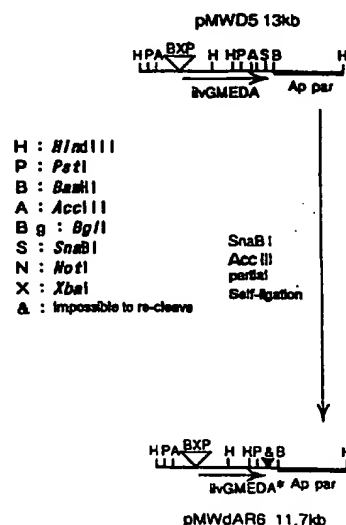 pMWD5 13kb
BXP
H P A H H P A S B H
ilvGMEDA Ap par
H : HindIII
P : PstI
B : BamHI
A : AccIII
Bg : BglI
S : SnaBI
N : NotI
X : XbaI
& : Impossible to re-cleave
SnaBI
AccIII
partial
Self-ligation
BXP
H P A H H P & B H
ilvGMEDA* Ap par
pMWdAR6 11.7kb